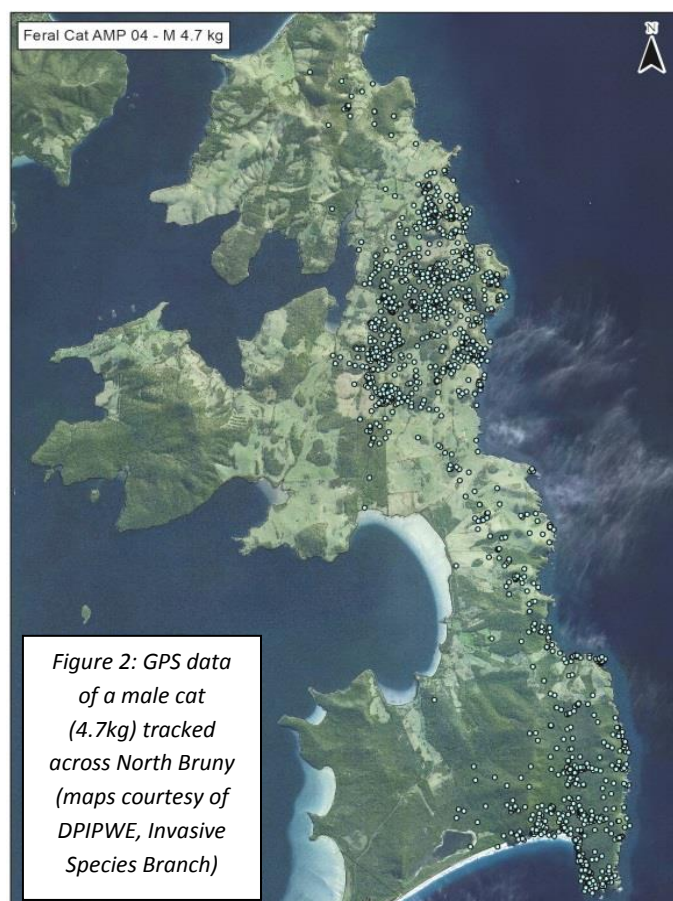 Feral Cat AMP 04 - M 4.7 kg
N
Figure 2: GPS data
of a male cat
(4.7kg) tracked
across North Bruny
(maps courtesy of
DPIPWE, Invasive
Species Branch)